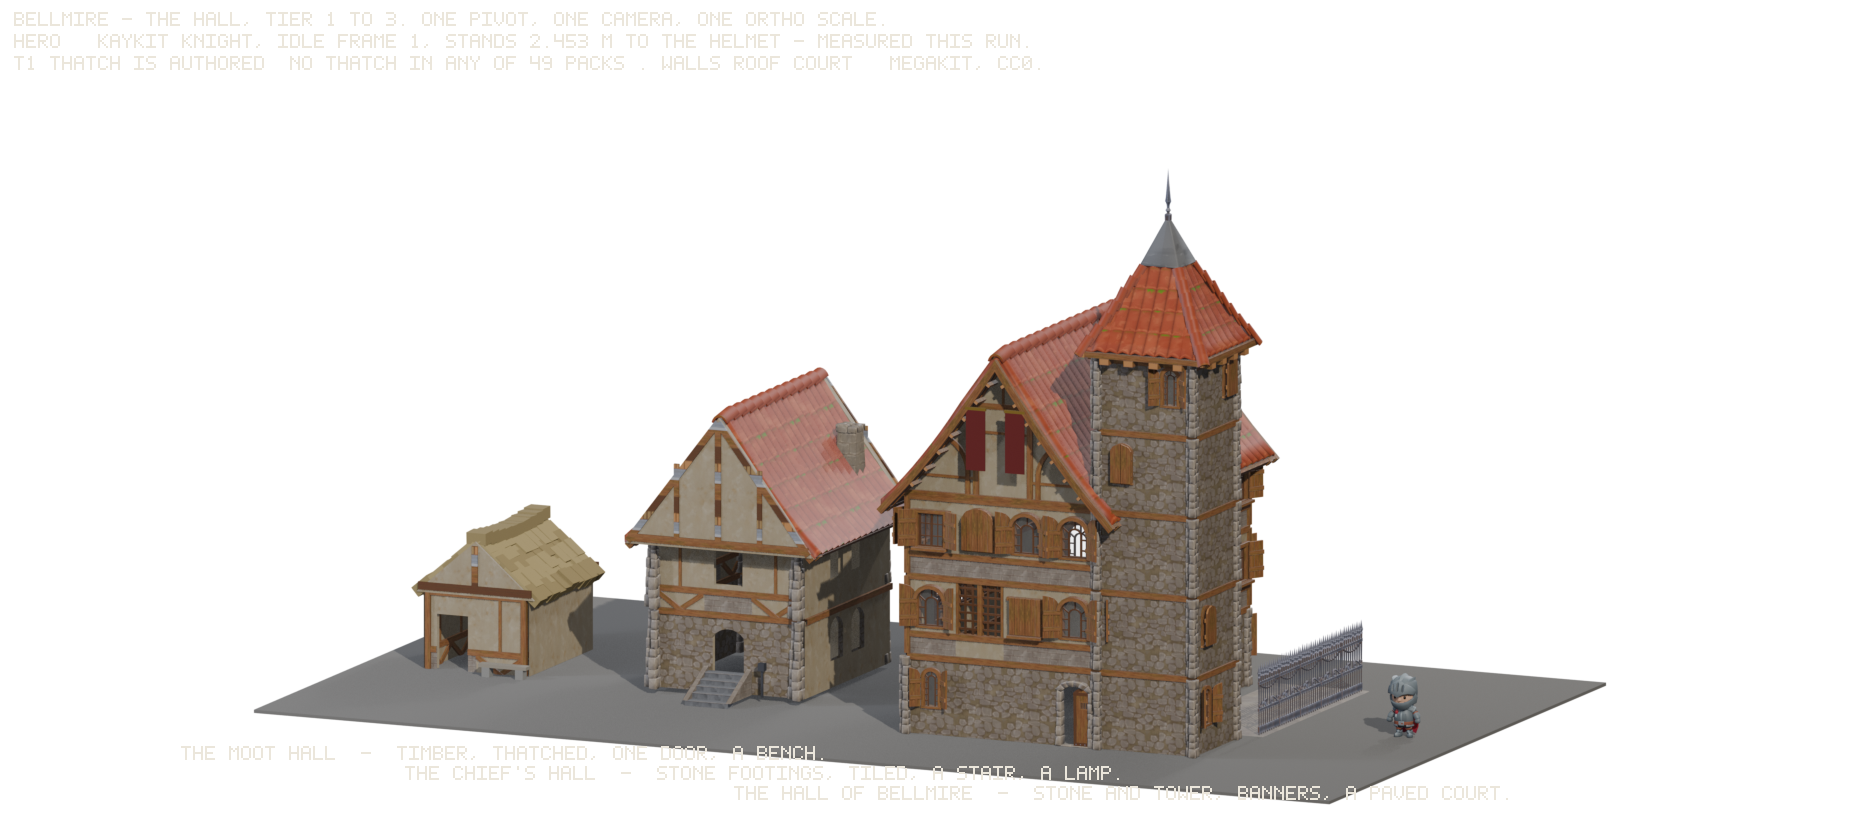 BELLMIRE – THE HALL, TIER 1 TO 3. ONE PIVOT, ONE CAMERA, ONE ORTHO SCALE.
HERO KAYKIT KNIGHT, IDLE FRAME 1, STANDS 2.453 M TO THE HELMET – MEASURED THIS RUN.
T1 THATCH IS AUTHORED NO THATCH IN ANY OF 49 PACKS . WALLS ROOF COURT MEGAKIT, CC0.
THE MOOT HALL – TIMBER, THATCHED, ONE DOOR, A BENCH.
THE CHIEF'S HALL – STONE FOOTINGS, TILED, A STAIR, A LAMP.
THE HALL OF BELLMIRE – STONE AND TOWER, BANNERS, A PAVED COURT.